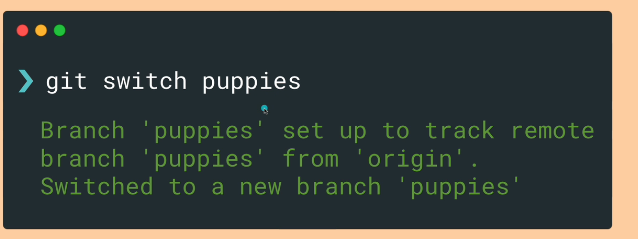 ❯ git switch puppies
Branch 'puppies' set up to track remote
branch 'puppies' from 'origin'.
Switched to a new branch 'puppies'